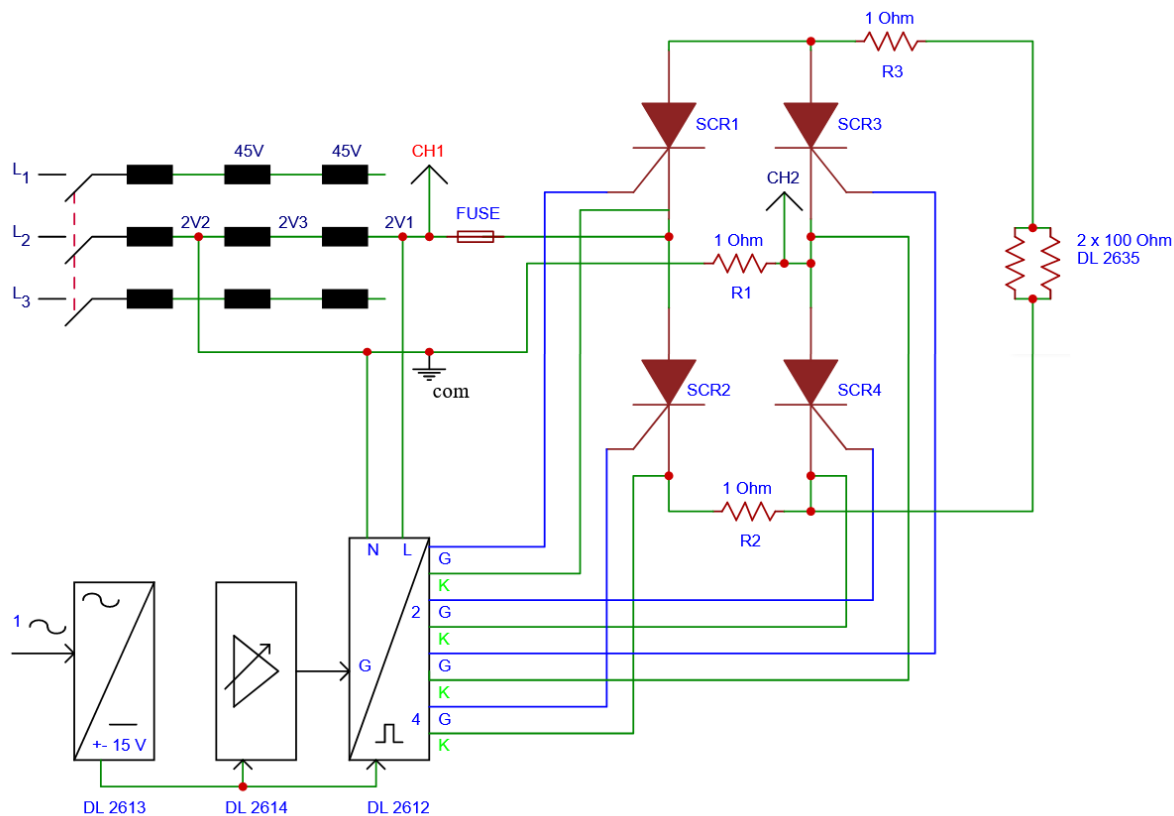 1 Ohm
R3
SCR1
SCR3
L1
45V
45V
CH1
CH2
L2
2V2
2V3
2V1
FUSE
1 Ohm
R1
2 x 100 Ohm
DL 2635
L3
com
SCR2
SCR4
1 Ohm
R2
N
L
G
K
2
G
K
1
G
G
K
4
G
K
+- 15 V
DL 2613
DL 2614
DL 2612